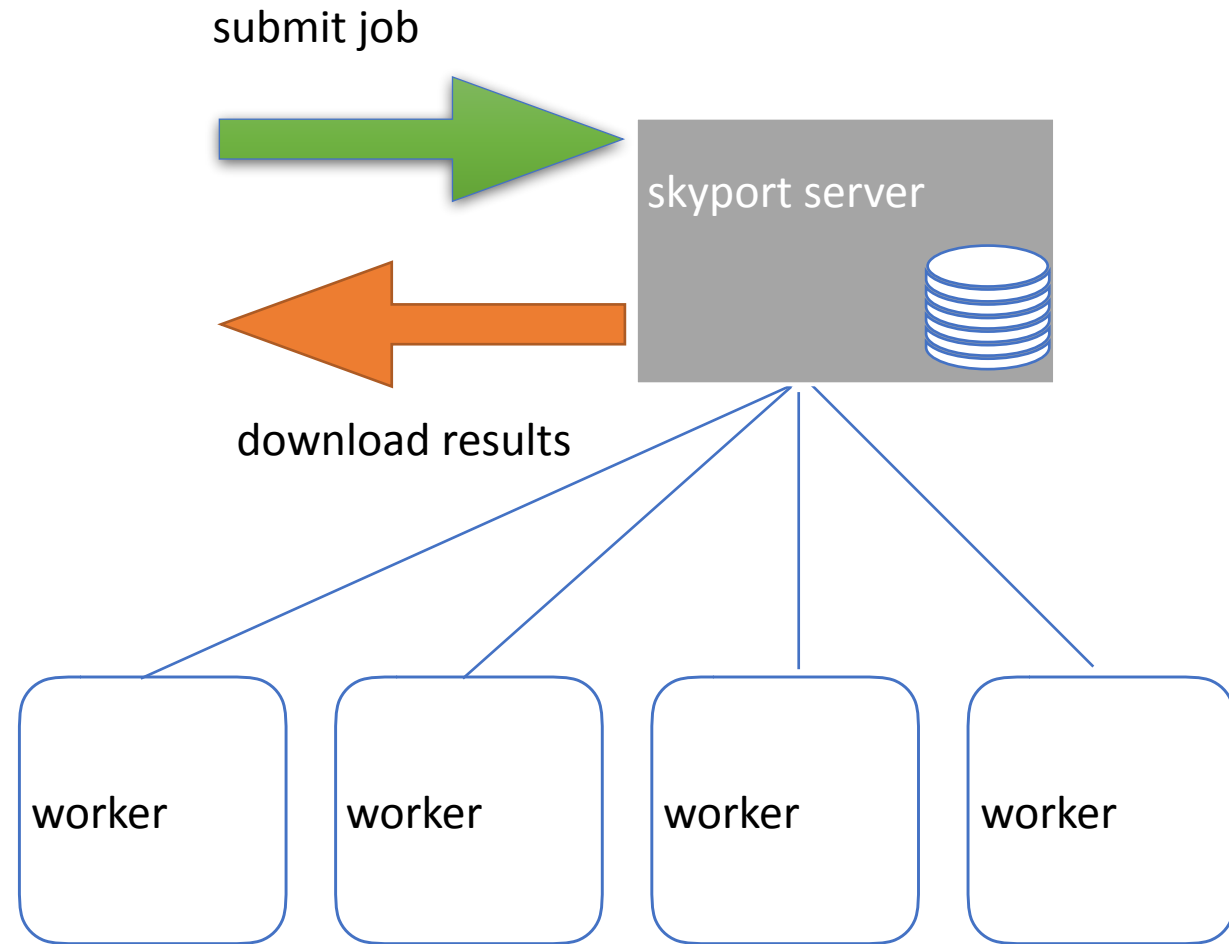 submit job
skyport server
download results
worker
worker
worker
worker